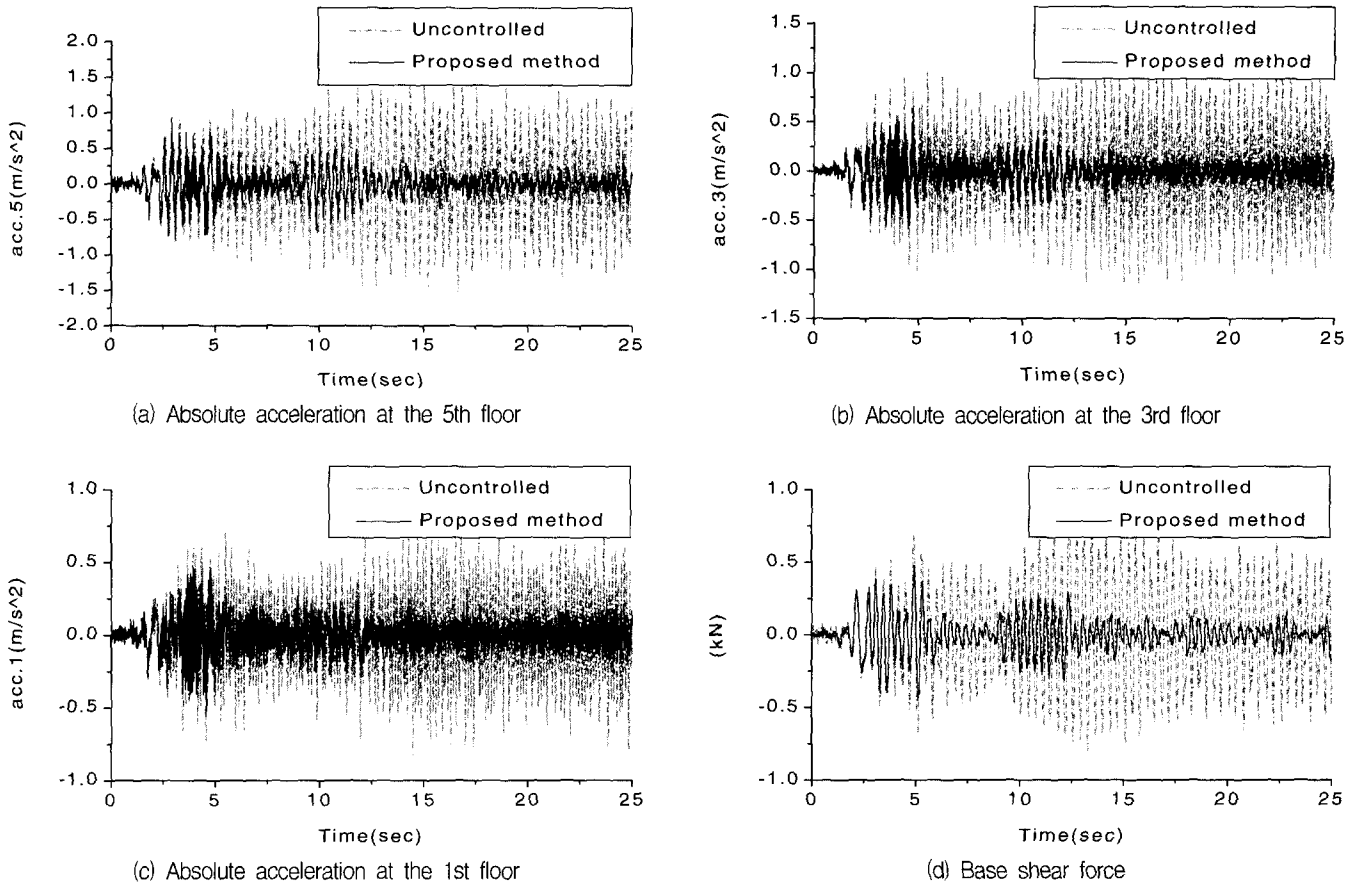 Uncontrolled
Proposed method
2.0
1.5
1.0
0.5
0.0
-0.5
-1.0
-1.5
-2.0
acc.5(m/s^2)
0 5 10 15 20 25
Time(sec)
(a) Absolute acceleration at the 5th floor
Uncontrolled
Proposed method
1.5
1.0
0.5
0.0
-0.5
-1.0
-1.5
acc.3(m/s^2)
0 5 10 15 20 25
Time(sec)
(b) Absolute acceleration at the 3rd floor
Uncontrolled
Proposed method
1.0
0.5
0.0
-0.5
-1.0
acc.1(m/s^2)
0 5 10 15 20 25
Time(sec)
(c) Absolute acceleration at the 1st floor
Uncontrolled
Proposed method
1.0
0.5
0.0
-0.5
-1.0
(kN)
0 5 10 15 20 25
Time(sec)
(d) Base shear force